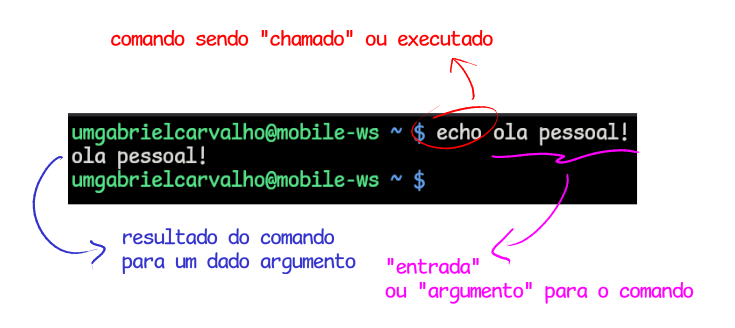 comando sendo "chamado" ou executado
umgabrielcarvalho@mobile-ws ~ $ echo ola pessoal!
ola pessoal!
umgabrielcarvalho@mobile-ws ~ $
resultado do comando
para um dado argumento
"entrada"
ou "argumento" para o comando